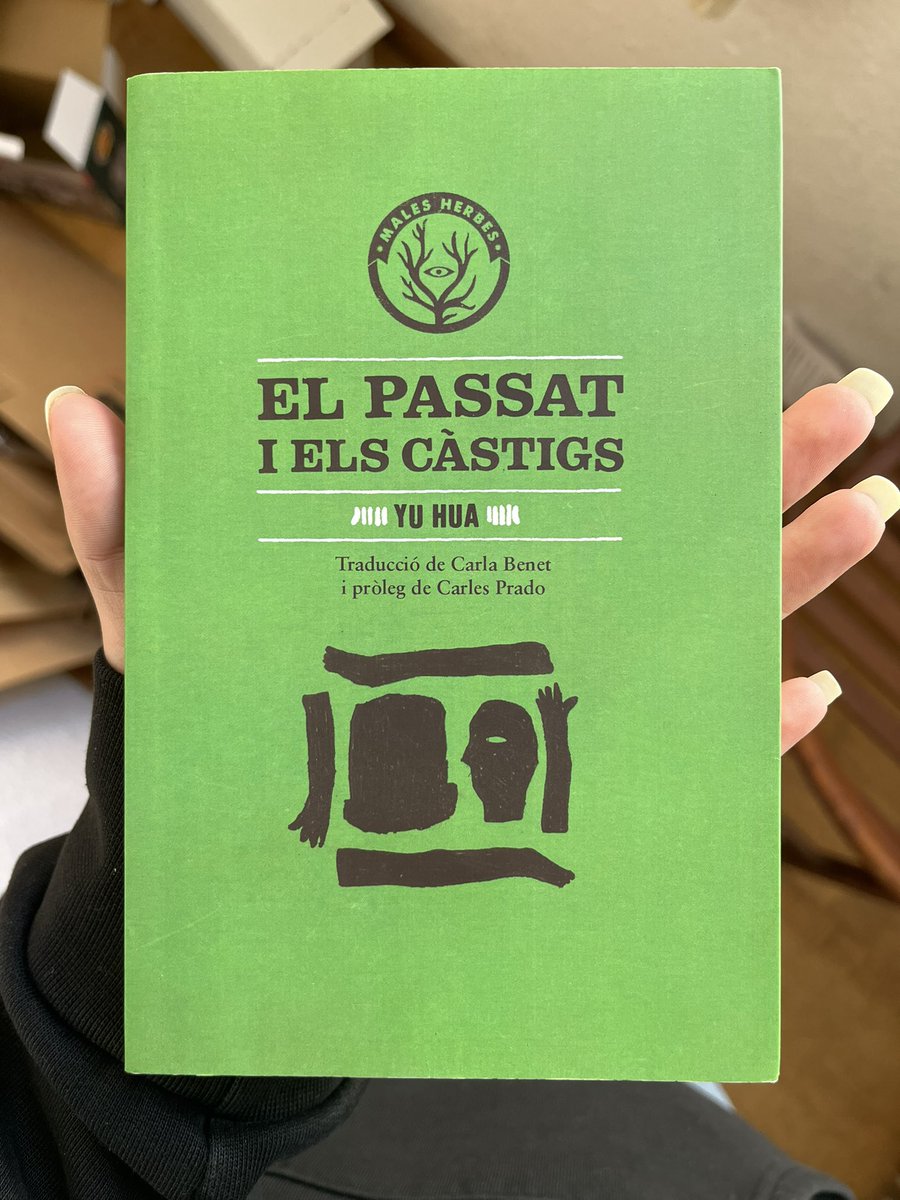 MALES HERBES
EL PASSAT
I ELS CÀSTIGS
YU HUA
Traducció de Carla Benet
i pròleg de Carles Prado